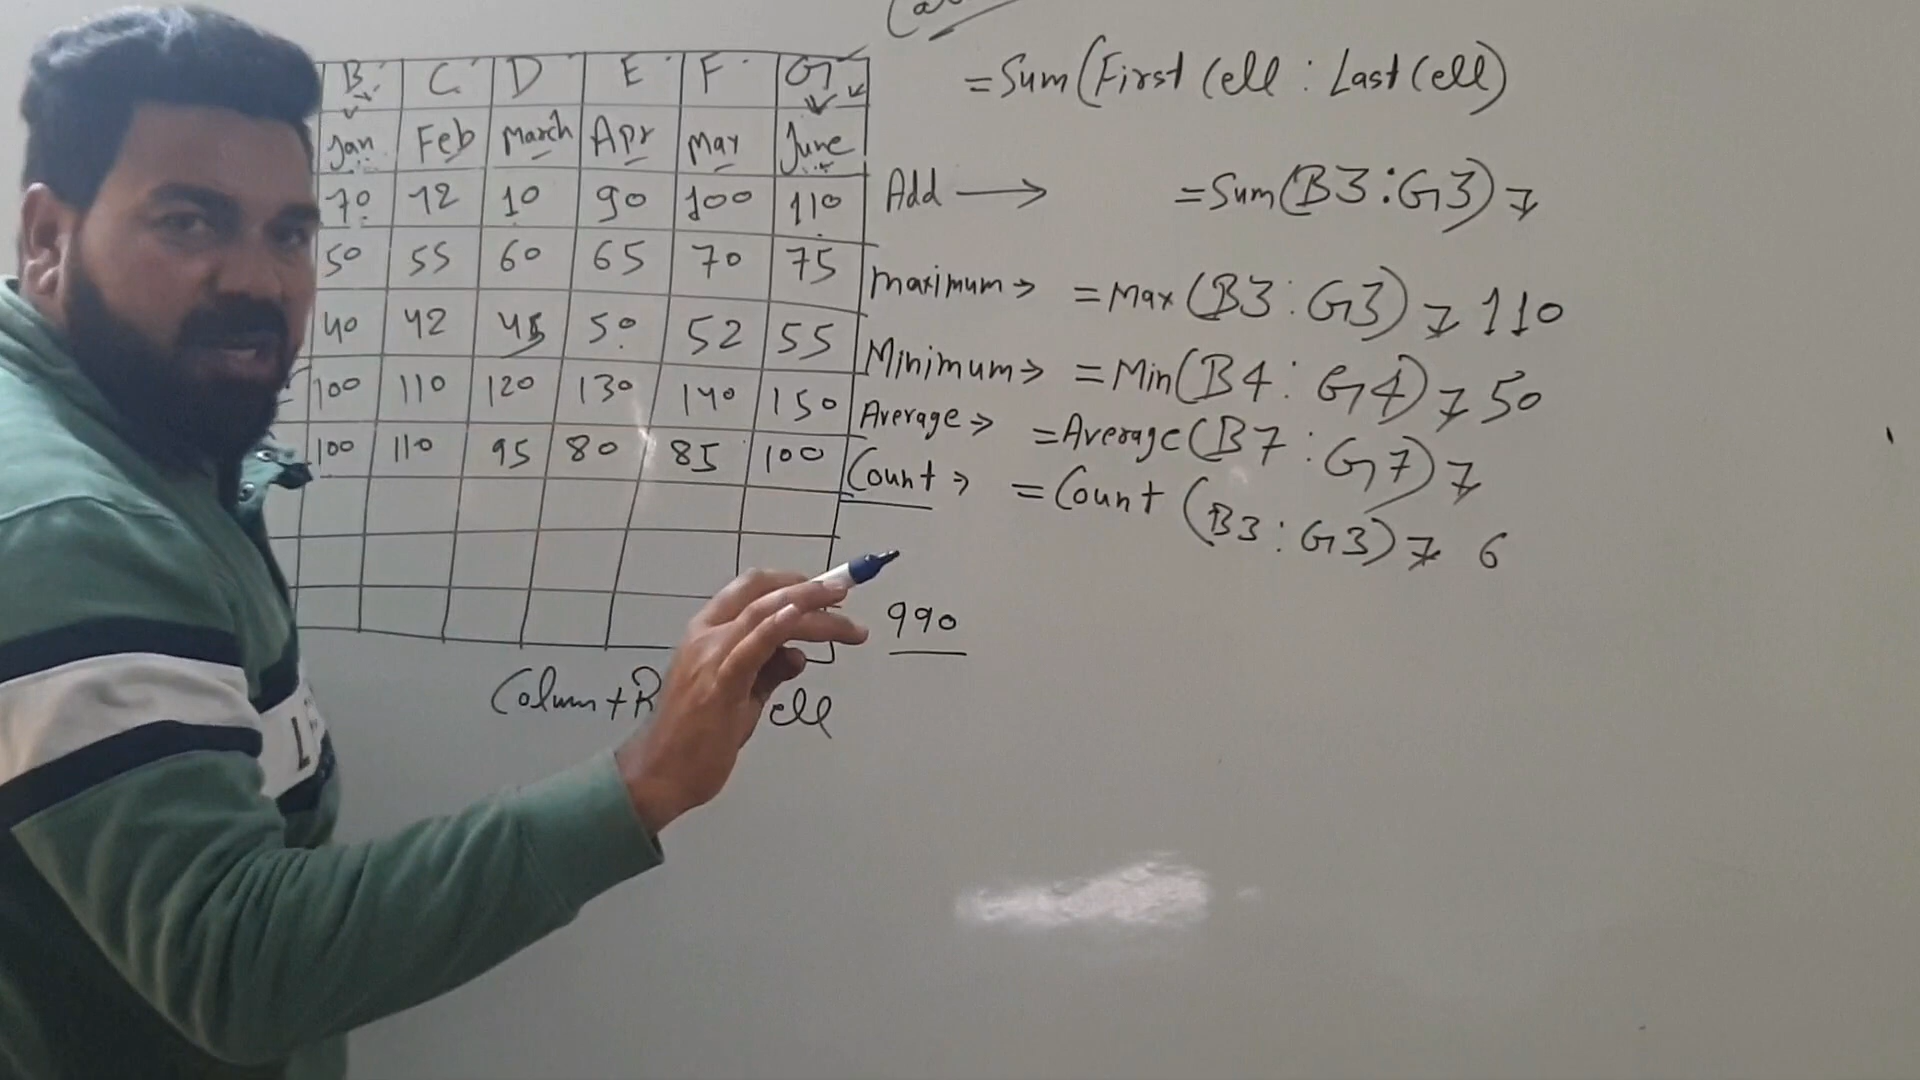 =Sum(First Cell : Last Cell)
B C D E F G
Jan Feb March Apr May June
70 72 10 90 100 110
Add → =Sum(B3:G3)
50 55 60 65 70 75
maximum → =Max(B3:G3) 110
40 42 45 50 52 55
Minimum → =Min(B4:G4) 50
100 110 120 130 140 150
Average → =Average(B7:G7)
100 110 95 80 85 100
Count → =Count(B3:G3) 6
990
Column+R ell